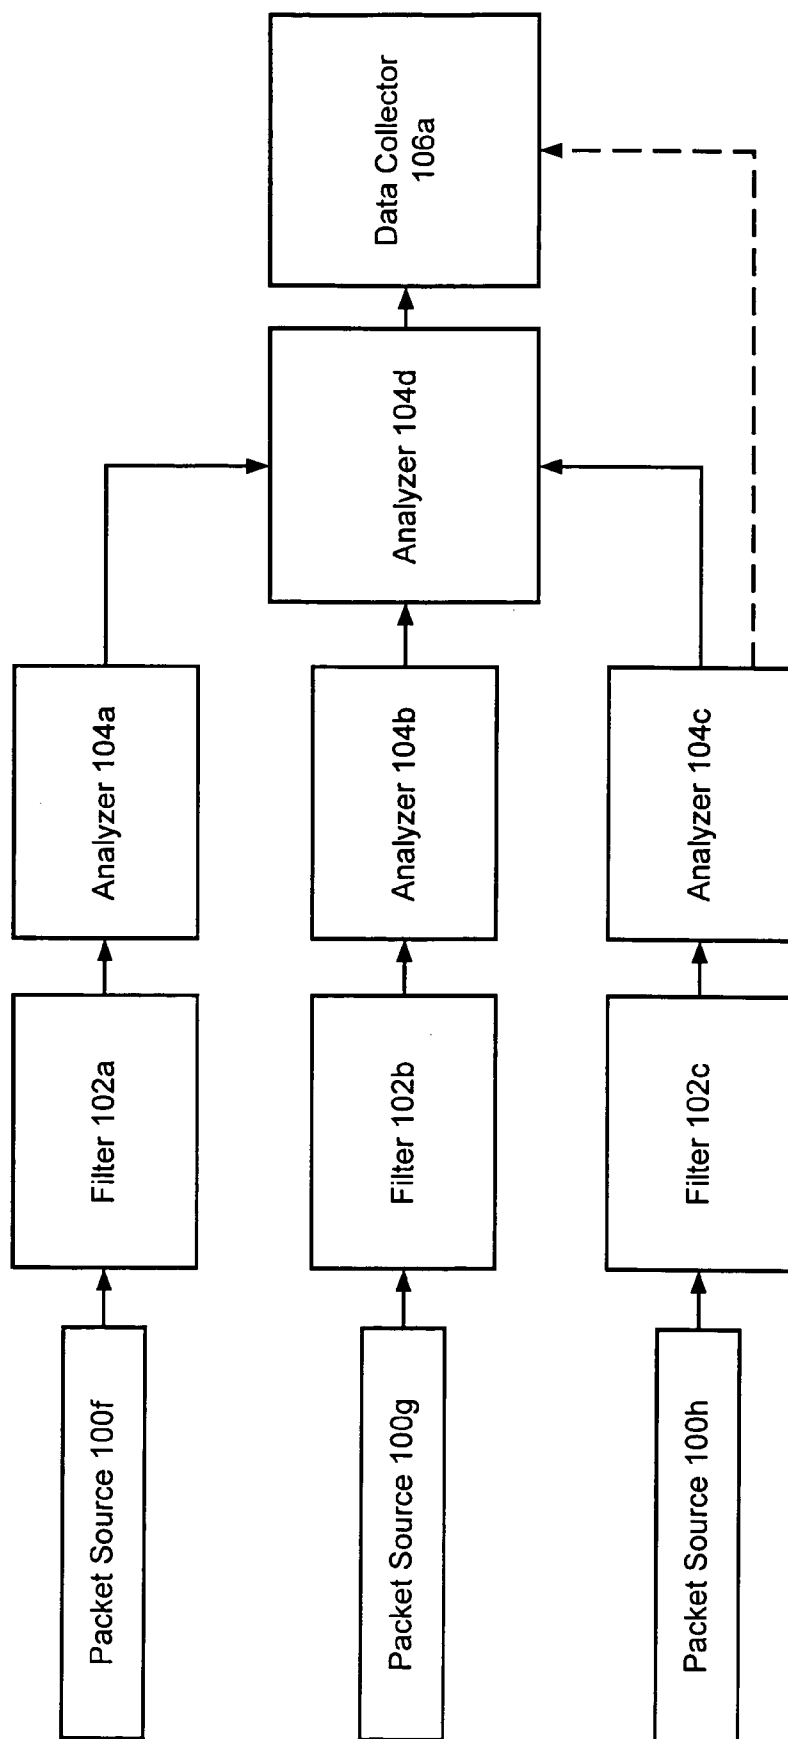 Packet Source 100f
Filter 102a
Analyzer 104a
Packet Source 100g
Filter 102b
Analyzer 104b
Analyzer 104d
Data Collector
106a
Packet Source 100h
Filter 102c
Analyzer 104c